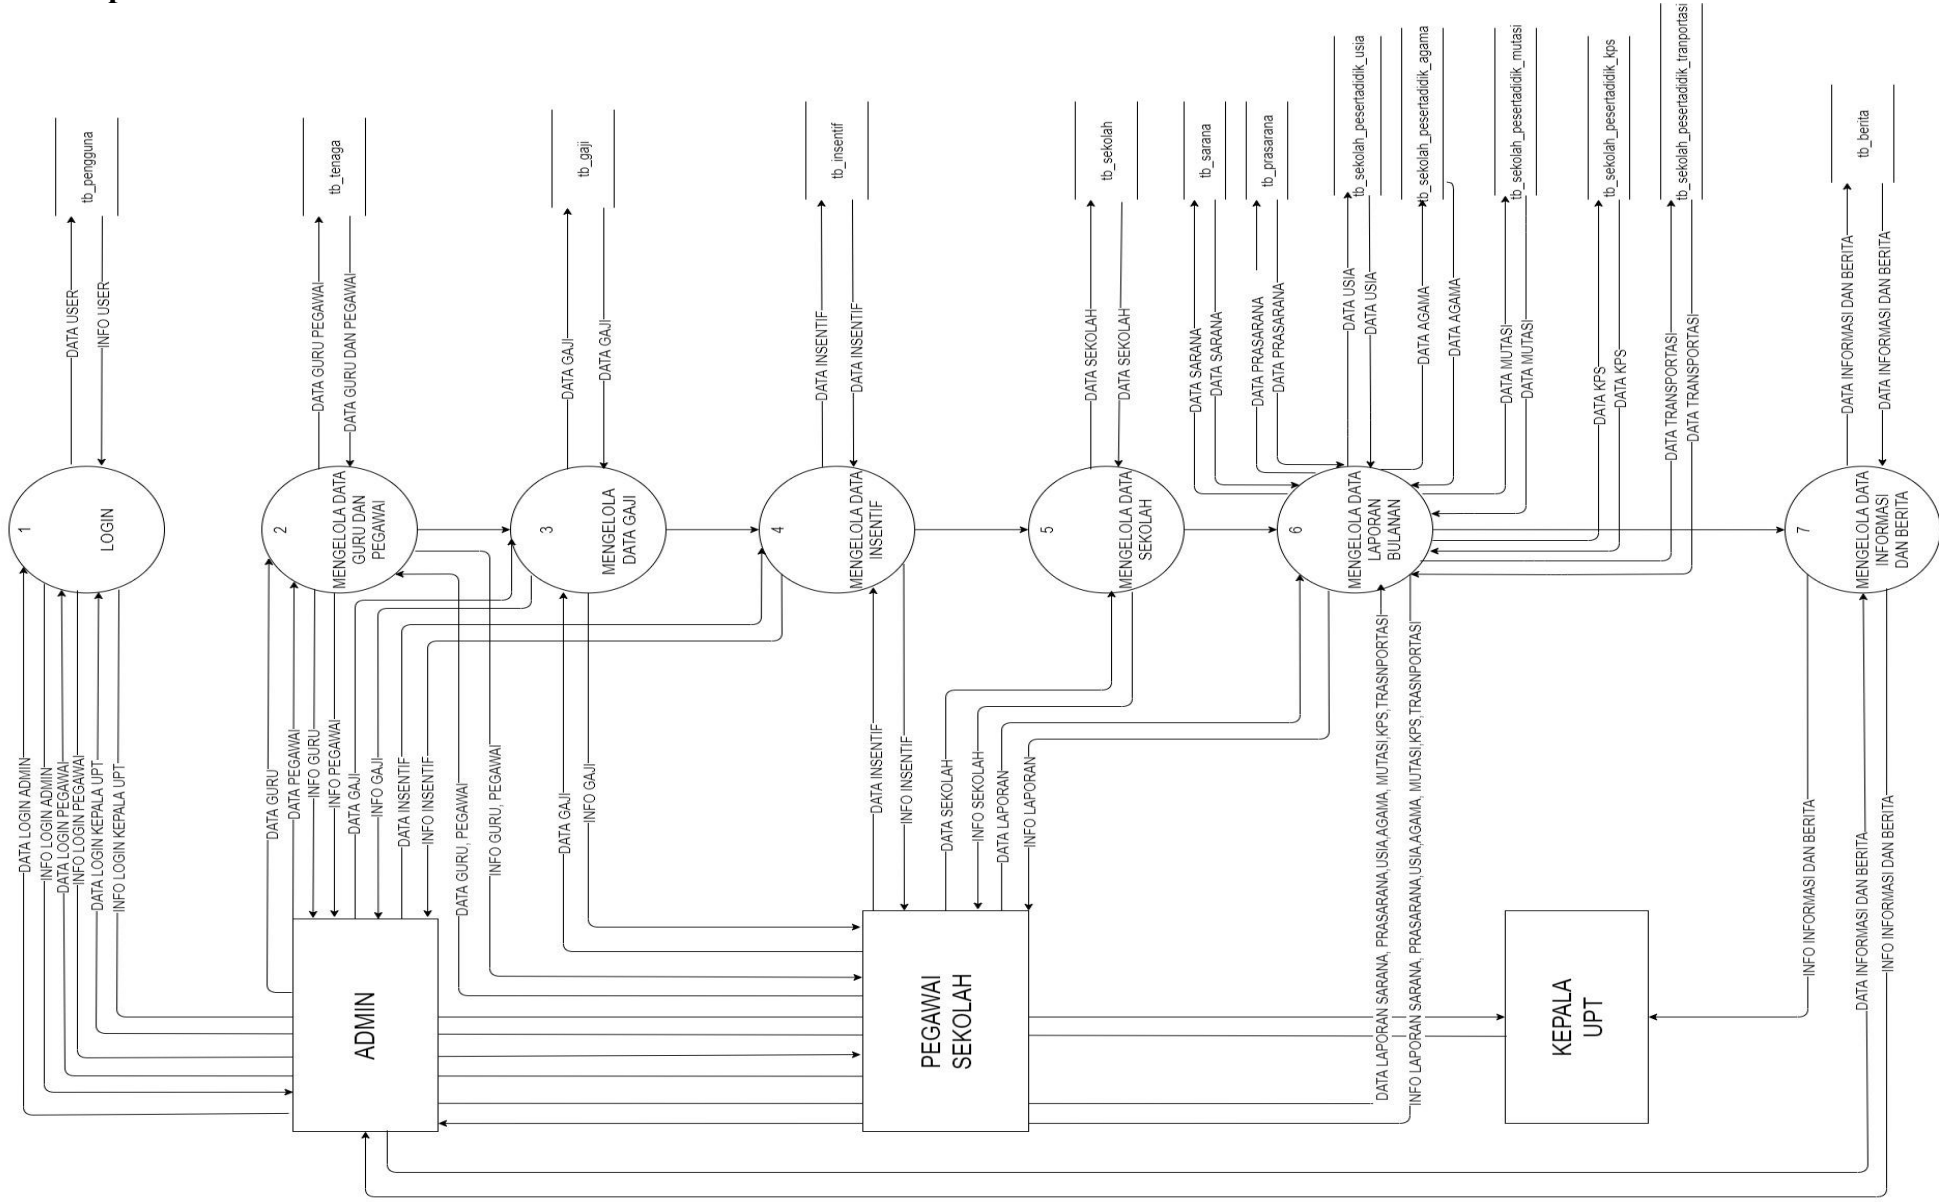 tb_pengguna
tb_tenaga
tb_gaji
tb_insentif
tb_sekolah
tb_sarana
tb_prasarana
tb_sekolah_pesertadidik_usia
tb_sekolah_pesertadidik_agama
tb_sekolah_pesertadidik_mutasi
tb_sekolah_pesertadidik_kps
tb_sekolah_pesertadidik_tranportasi
tb_berita
DATA USER
INFO USER
DATA GURU PEGAWAI
DATA GURU DAN PEGAWAI
DATA GAJI
DATA GAJI
DATA INSENTIF
DATA INSENTIF
DATA SEKOLAH
DATA SEKOLAH
DATA SARANA
DATA SARANA
DATA PRASARANA
DATA PRASARANA
DATA USIA
DATA USIA
DATA AGAMA
DATA AGAMA
DATA MUTASI
DATA MUTASI
DATA KPS
DATA KPS
DATA TRANSPORTASI
DATA TRANSPORTASI
DATA INFORMASI DAN BERITA
DATA INFORMASI DAN BERITA
1
LOGIN
2
MENGELOLA DATA
GURU DAN
PEGAWAI
3
MENGELOLA
DATA GAJI
4
MENGELOLA DATA
INSENTIF
5
MENGELOLA DATA
SEKOLAH
6
MENGELOLA DATA
LAPORAN
BULANAN
7
MENGELOLA DATA
INFORMASI
DAN BERITA
DATA LOGIN ADMIN
INFO LOGIN ADMIN
DATA LOGIN PEGAWAI
INFO LOGIN PEGAWAI
DATA LOGIN KEPALA UPT
INFO LOGIN KEPALA UPT
DATA GURU
DATA PEGAWAI
INFO GURU
INFO PEGAWAI
DATA GAJI
INFO GAJI
DATA INSENTIF
INFO INSENTIF
DATA GURU, PEGAWAI
INFO GURU, PEGAWAI
DATA GAJI
INFO GAJI
DATA INSENTIF
INFO INSENTIF
DATA SEKOLAH
INFO SEKOLAH
DATA LAPORAN
INFO LAPORAN
DATA LAPORAN SARANA, PRASARANA,USIA,AGAMA, MUTASI,KPS,TRASNPORTASI
INFO LAPORAN SARANA, PRASARANA,USIA,AGAMA, MUTASI,KPS,TRASNPORTASI
INFO INFORMASI DAN BERITA
DATA INFORMASI DAN BERITA
INFO INFORMASI DAN BERITA
ADMIN
PEGAWAI
SEKOLAH
KEPALA
UPT